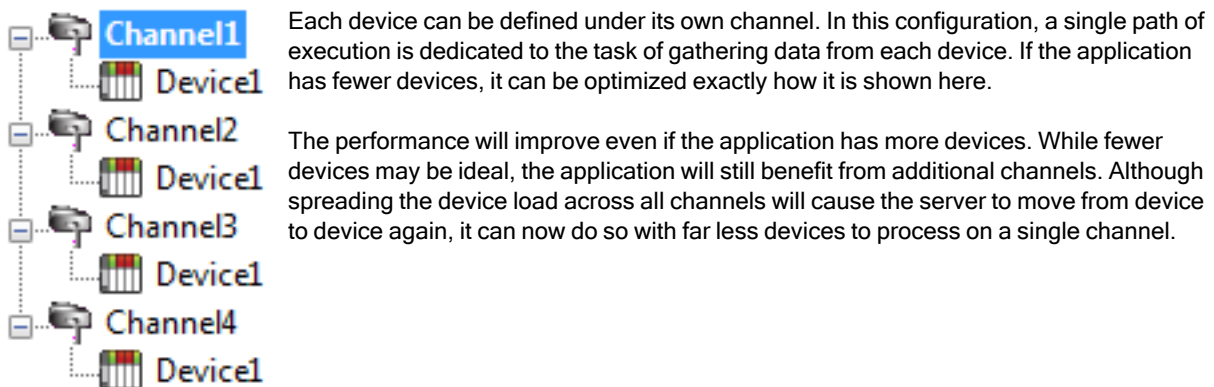 Channel1
Device1
Channel2
Device1
Channel3
Device1
Channel4
Device1
Each device can be defined under its own channel. In this configuration, a single path of
execution is dedicated to the task of gathering data from each device. If the application
has fewer devices, it can be optimized exactly how it is shown here.
The performance will improve even if the application has more devices. While fewer
devices may be ideal, the application will still benefit from additional channels. Although
spreading the device load across all channels will cause the server to move from device
to device again, it can now do so with far less devices to process on a single channel.